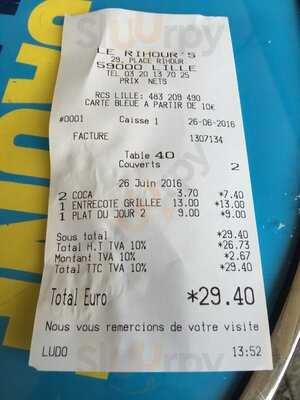 LE RIHOUR'S
29, PLACE RIHOUR
59000 LILLE
TEL 03 20 13 70 25
PRIX NETS
RCS LILLE: 483 209 490
CARTE BLEUE A PARTIR DE 10€
#0001 Caisse 1 26-06-2016
FACTURE 1307134
Table 40
Couverts 2
26 Juin 2016
2 COCA 3.70 *7.40
1 ENTRECOTE GRILLEE 13.00 *13.00
1 PLAT DU JOUR 2 9.00 *9.00
Sous total *29.40
Total H.T TVA 10% *26.73
Montant TVA 10% *2.67
Total TTC TVA 10% *29.40
Total Euro *29.40
Nous vous remercions de votre visite
LUDO 13:52